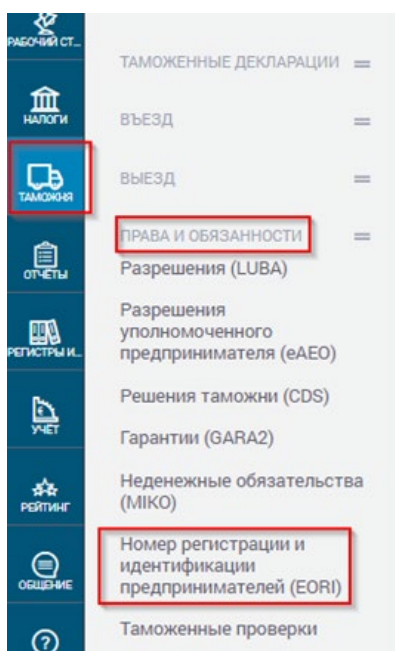 РАБОЧИЙ СТ...
НАЛОГИ
ТАМОЖНЯ
ОТЧЁТЫ
РЕГИСТРЫ И...
УЧЁТ
РЕЙТИНГ
ОБЩЕНИЕ
ТАМОЖЕННЫЕ ДЕКЛАРАЦИИ
ВЪЕЗД
ВЫЕЗД
ПРАВА И ОБЯЗАННОСТИ
Разрешения (LUBA)
Разрешения
уполномоченного
предпринимателя (eAEO)
Решения таможни (CDS)
Гарантии (GARA2)
Неденежные обязательства
(MIKO)
Номер регистрации и
идентификации
предпринимателей (EORI)
Таможенные проверки